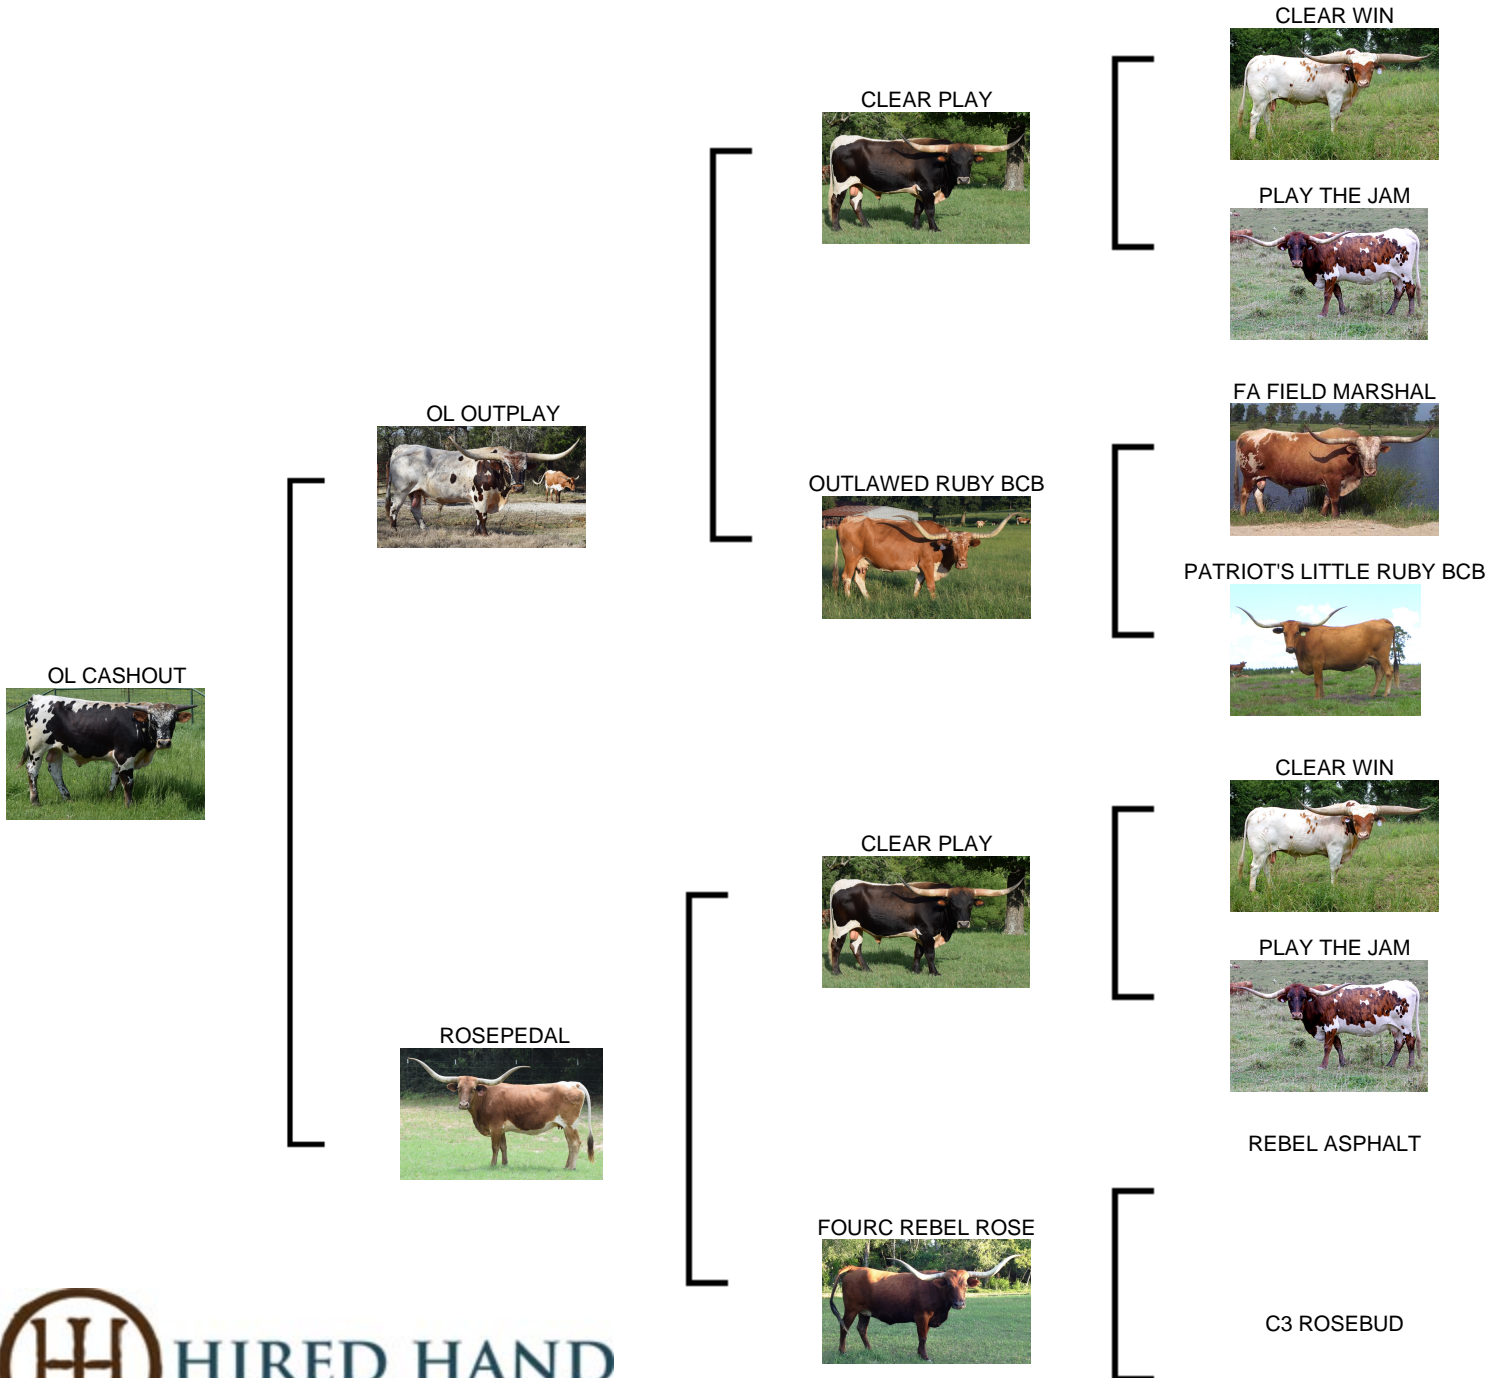 CLEAR WIN
CLEAR PLAY
PLAY THE JAM
FA FIELD MARSHAL
OL OUTPLAY
OUTLAWED RUBY BCB
PATRIOT'S LITTLE RUBY BCB
OL CASHOUT
CLEAR WIN
CLEAR PLAY
PLAY THE JAM
ROSEPEDAL
REBEL ASPHALT
FOURC REBEL ROSE
C3 ROSEBUD
HIRED HAND